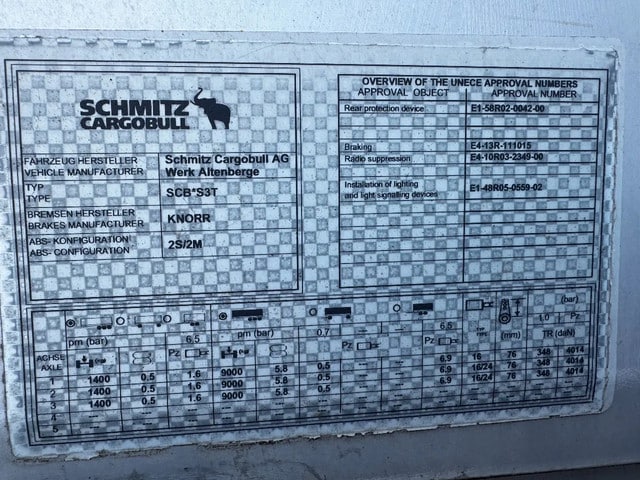 SCHMITZ
CARGOBULL
FAHRZEUG HERSTELLER
VEHICLE MANUFACTURER
Schmitz Cargobull AG
Werk Altenberge
TYP
TYPE
SCB*S3T
BREMSEN HERSTELLER
BRAKES MANUFACTURER
KNORR
ABS- KONFIGURATION
ABS- CONFIGURATION
2S/2M
OVERVIEW OF THE UNECE APPROVAL NUMBERS
APPROVAL OBJECT APPROVAL NUMBER
Rear protection device E1-58R02-0042-00
Braking E4-13R-111015
Radio suppression E4-10R03-2349-00
Installation of lighting
and light signalling devices
E1-48R05-0559-02
(bar)
pm (bar) 6.5 pm (bar) 0.7 6.5 TYP TYPE (mm) 1.0 Pz
ACHSE
AXLE
Pz Pz Pz TR (daN)
1 1400 0.5 1.6 9000 5.8 --- --- 6.9 16 76 348 4014
2 1400 0.5 1.6 9000 5.8 --- --- 6.9 16/24 76 348 4014
3 1400 0.5 1.6 9000 5.8 --- --- 6.9 16/24 76 348 4014
4
5